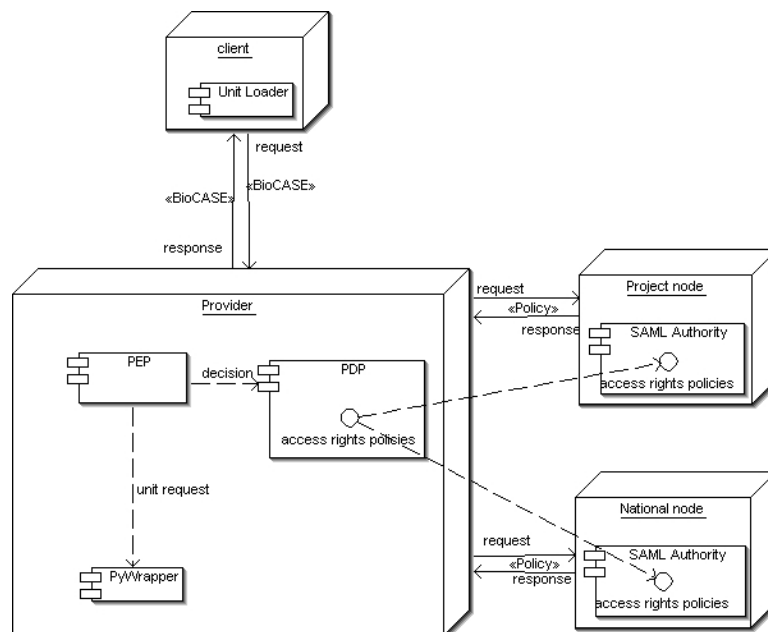 client
Unit Loader
request
«BioCASE»
«BioCASE»
response
Provider
PEP
decision
PDP
access rights policies
unit request
PyWrapper
request
«Policy»
response
Project node
SAML Authority
access rights policies
request
«Policy»
response
National node
SAML Authority
access rights policies